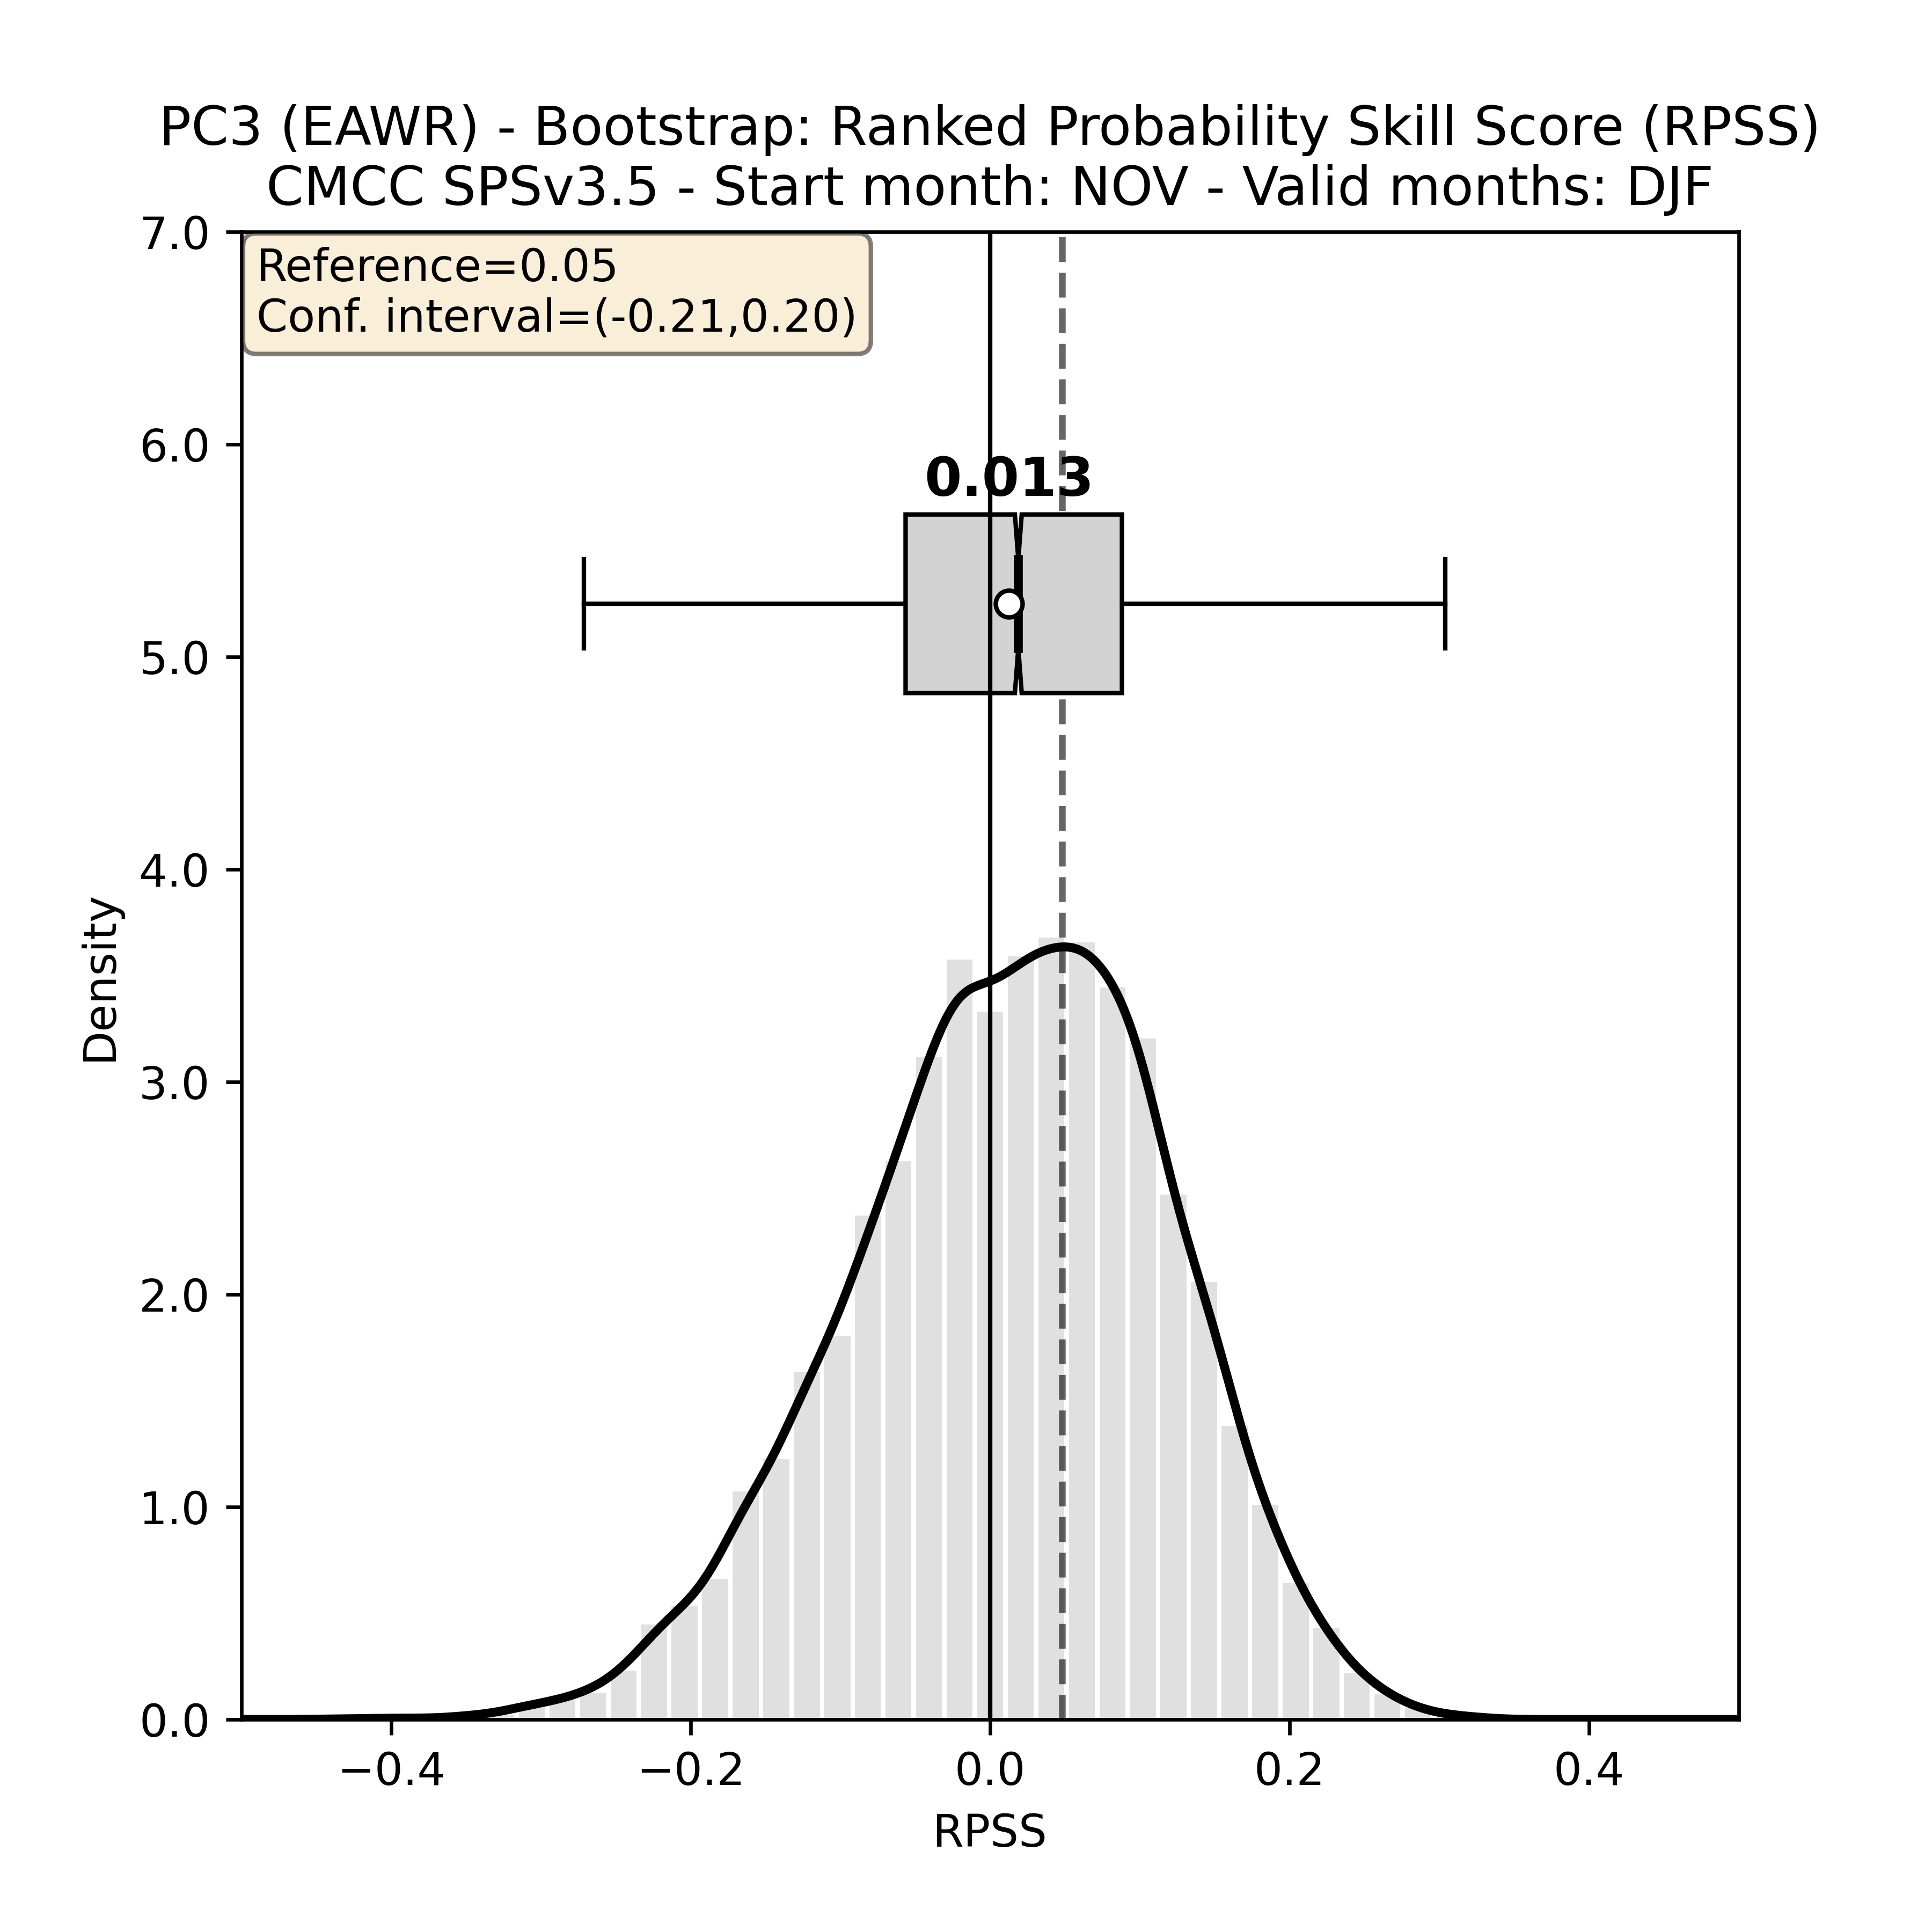 PC3 (EAWR) - Bootstrap: Ranked Probability Skill Score (RPSS)
CMCC SPSv3.5 - Start month: NOV - Valid months: DJF
Reference=0.05
Conf. interval=(-0.21,0.20)
0.013
Density
7.0
6.0
5.0
4.0
3.0
2.0
1.0
0.0
−0.4 −0.2 0.0 0.2 0.4
RPSS